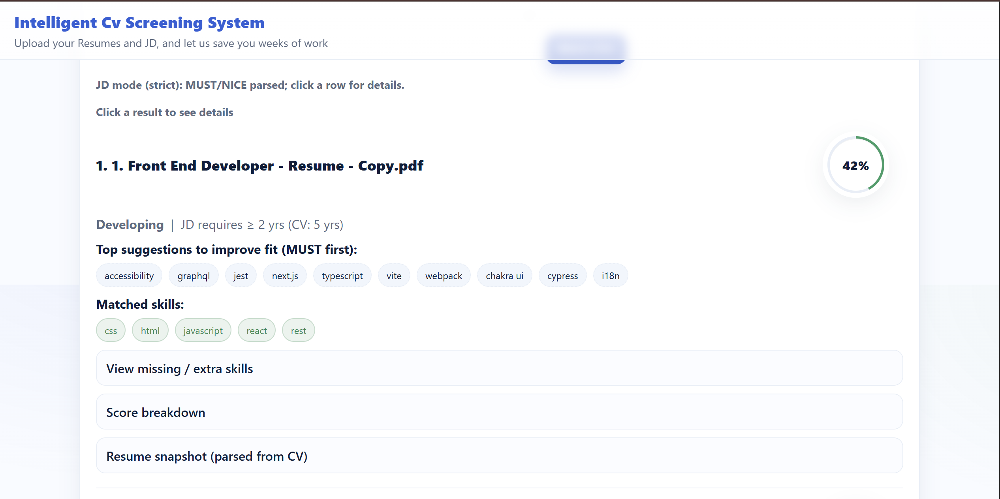 Intelligent Cv Screening System
Upload your Resumes and JD, and let us save you weeks of work
JD mode (strict): MUST/NICE parsed; click a row for details.
Click a result to see details
1. 1. Front End Developer - Resume - Copy.pdf
42%
Developing | JD requires ≥ 2 yrs (CV: 5 yrs)
Top suggestions to improve fit (MUST first):
accessibility graphql jest next.js typescript vite webpack chakra ui cypress i18n
Matched skills:
css html javascript react rest
View missing / extra skills
Score breakdown
Resume snapshot (parsed from CV)